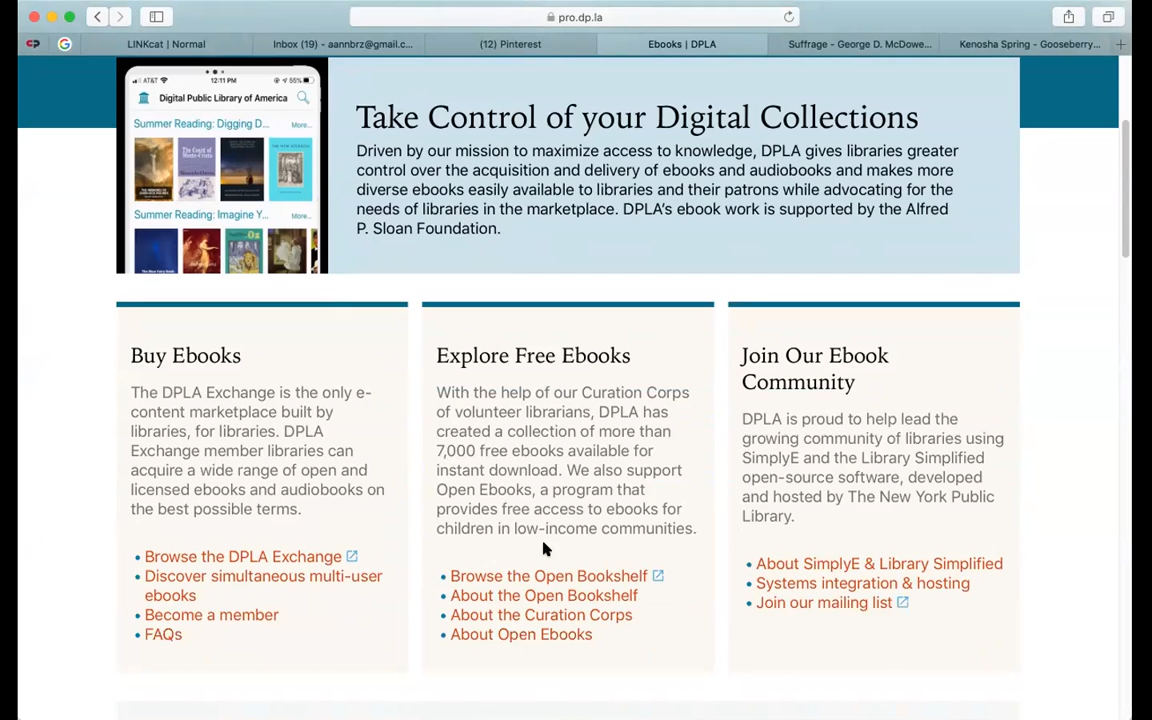 pro.dp.la
LINKcat | Normal
Inbox (19) - aannbrz@gmail.c...
(12) Pinterest
Ebooks | DPLA
Suffrage - George D. McDowe...
Kenosha Spring - Gooseberry...
AT&T 12:11 PM 55%
Digital Public Library of America
Summer Reading: Digging D... More...
Summer Reading: Imagine Y... More...
Take Control of your Digital Collections
Driven by our mission to maximize access to knowledge, DPLA gives libraries greater
control over the acquisition and delivery of ebooks and audiobooks and makes more
diverse ebooks easily available to libraries and their patrons while advocating for the
needs of libraries in the marketplace. DPLA's ebook work is supported by the Alfred
P. Sloan Foundation.
Buy Ebooks
The DPLA Exchange is the only e-
content marketplace built by
libraries, for libraries. DPLA
Exchange member libraries can
acquire a wide range of open and
licensed ebooks and audiobooks on
the best possible terms.
• Browse the DPLA Exchange
• Discover simultaneous multi-user
ebooks
• Become a member
• FAQs
Explore Free Ebooks
With the help of our Curation Corps
of volunteer librarians, DPLA has
created a collection of more than
7,000 free ebooks available for
instant download. We also support
Open Ebooks, a program that
provides free access to ebooks for
children in low-income communities.
• Browse the Open Bookshelf
• About the Open Bookshelf
• About the Curation Corps
• About Open Ebooks
Join Our Ebook
Community
DPLA is proud to help lead the
growing community of libraries using
SimplyE and the Library Simplified
open-source software, developed
and hosted by The New York Public
Library.
• About SimplyE & Library Simplified
• Systems integration & hosting
• Join our mailing list